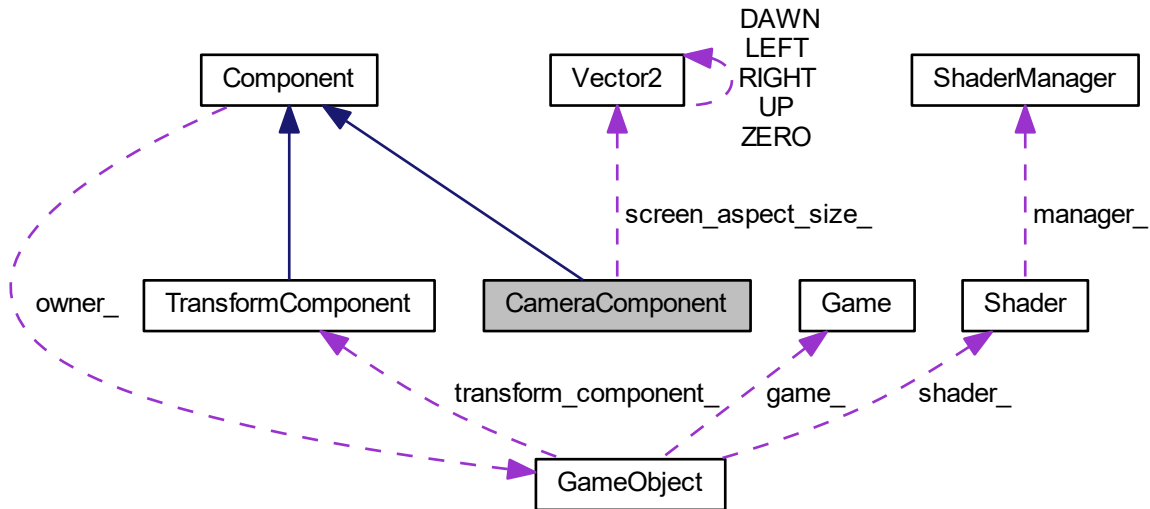 DAWN
LEFT
RIGHT
UP
ZERO
Component
Vector2
ShaderManager
screen_aspect_size_
manager_
owner_
TransformComponent
CameraComponent
Game
Shader
transform_component_
game_
shader_
GameObject